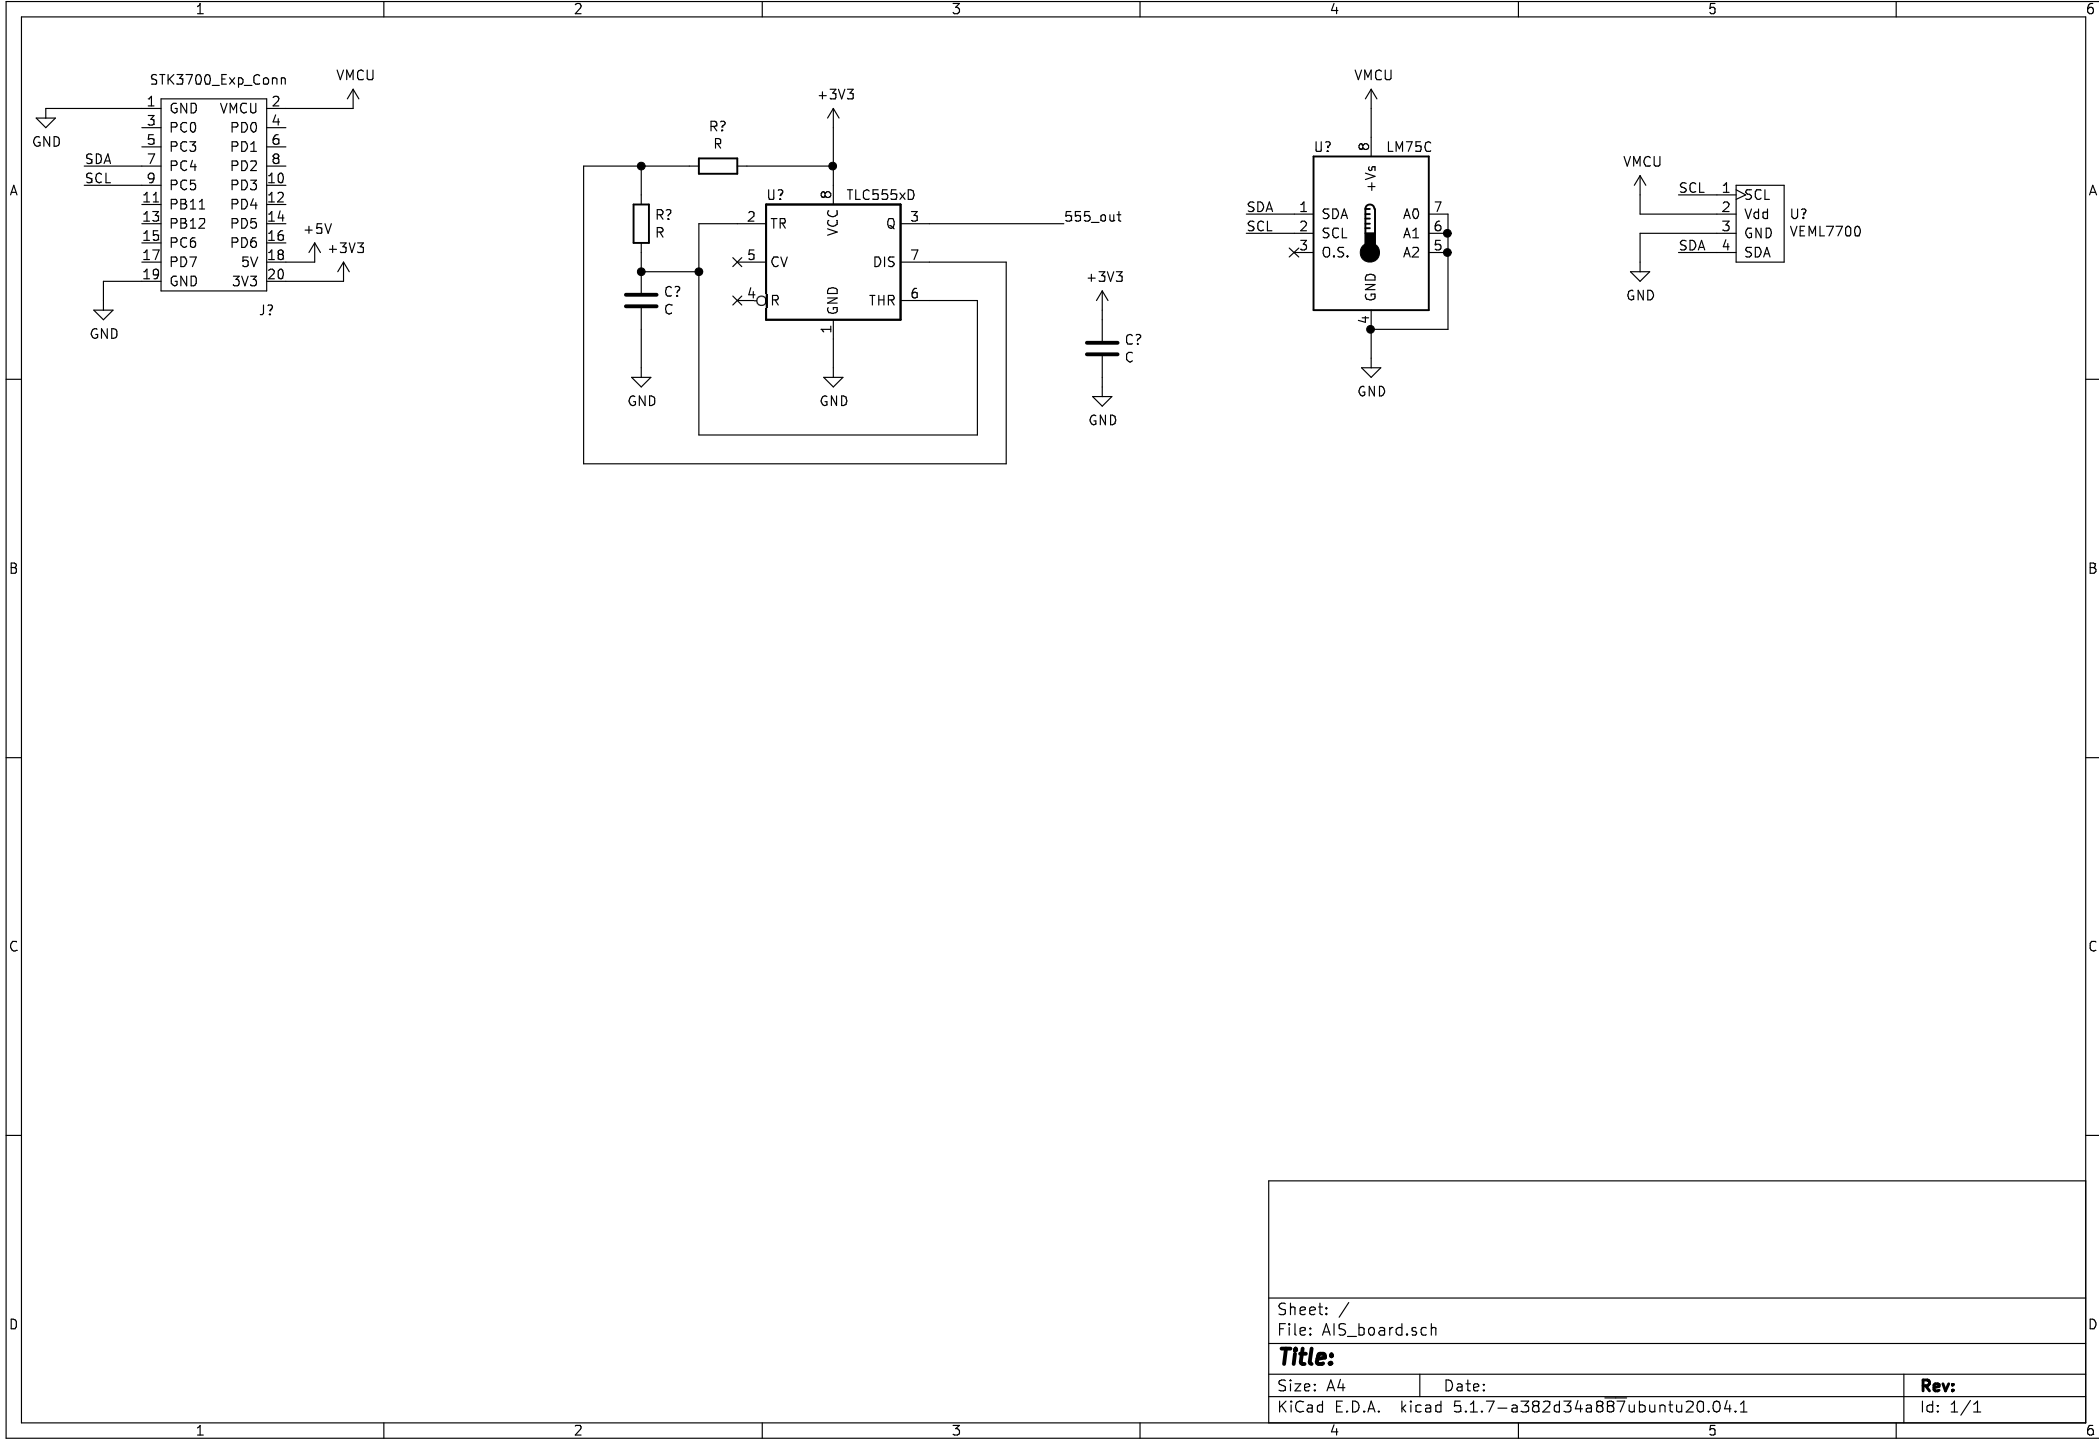 1 2 3 4 5 6
A
B
C
D
STK3700_Exp_Conn
VMCU
GND
1 GND VMCU 2
3 PC0 PD0 4
5 PC3 PD1 6
SDA 7 PC4 PD2 8
SCL 9 PC5 PD3 10
11 PB11 PD4 12
13 PB12 PD5 14
15 PC6 PD6 16
17 PD7 5V 18
19 GND 3V3 20
+5V
+3V3
J?
GND
+3V3
R?
R
R?
R
C?
C
GND
U? TLC555xD
8
VCC
2 TR Q 3
555_out
5 CV DIS 7
4 R THR 6
GND
1
GND
+3V3
C?
C
GND
VMCU
U? 8 LM75C
+Vs
SDA 1 SDA A0 7
SCL 2 SCL A1 6
3 O.S. A2 5
GND
4
GND
VMCU
SCL 1 SCL
2 Vdd
3 GND
SDA 4 SDA
U?
VEML7700
GND
Sheet: /
File: AIS_board.sch
Title:
Size: A4 Date: Rev:
KiCad E.D.A. kicad 5.1.7-a382d34a887ubuntu20.04.1 Id: 1/1
A
B
C
D
1 2 3 4 5 6